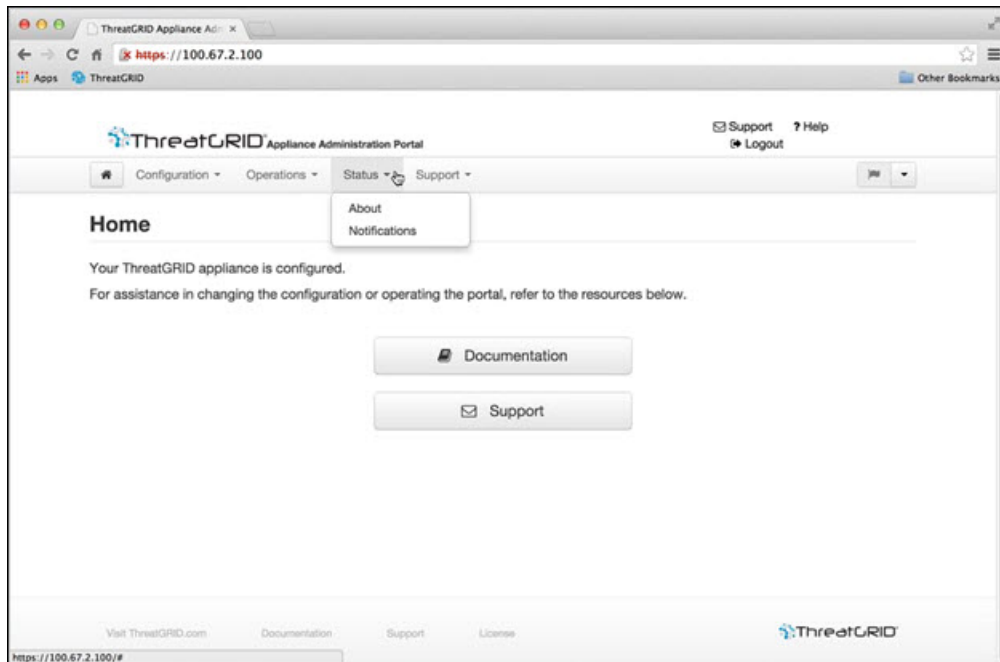 ThreatGRID Appliance Adm
https://100.67.2.100
Apps ThreatGRID Other Bookmarks
ThreatGRID Appliance Administration Portal
Support ? Help
Logout
Configuration Operations Status Support
About
Notifications
Home
Your ThreatGRID appliance is configured.
For assistance in changing the configuration or operating the portal, refer to the resources below.
Documentation
Support
Visit ThreatGRID.com Documentation Support License ThreatGRID
https://100.67.2.100/#